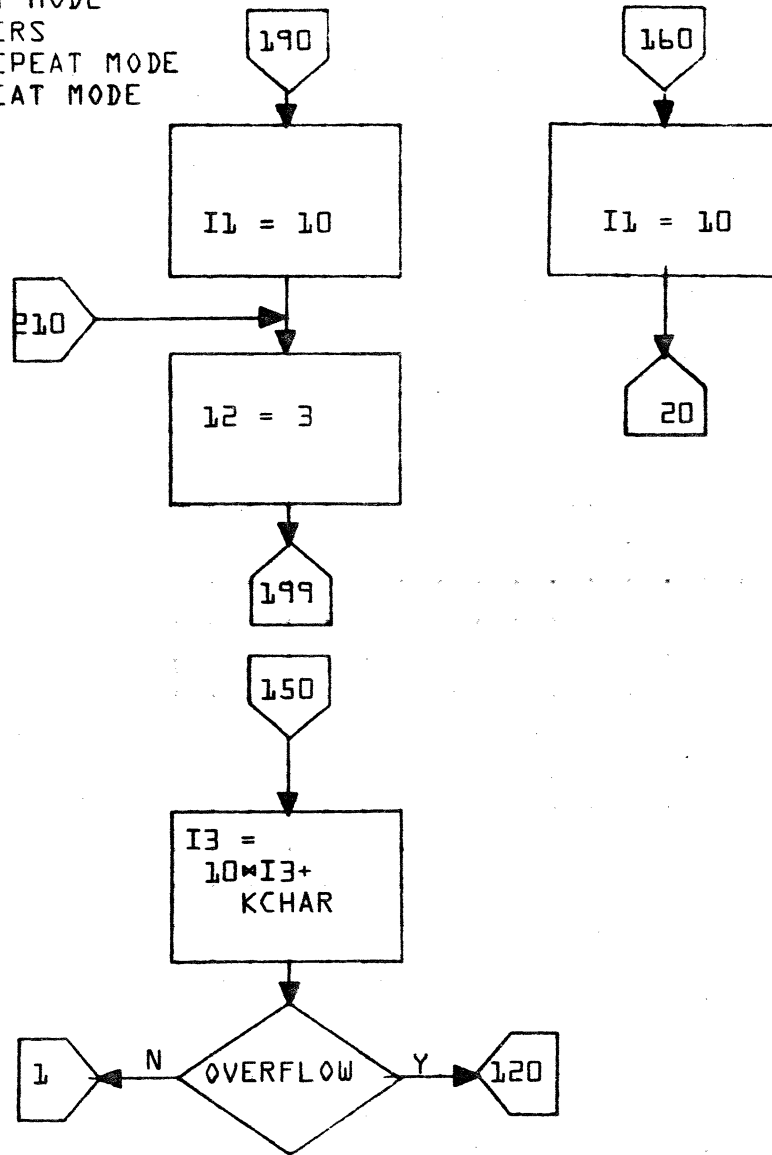 MODE
ERS
EPEAT MODE
EAT MODE
190
160
I1 = 10
I1 = 10
210
12 = 3
20
199
150
I3 =
10*I3+
KCHAR
1
N
OVERFLOW
Y
120